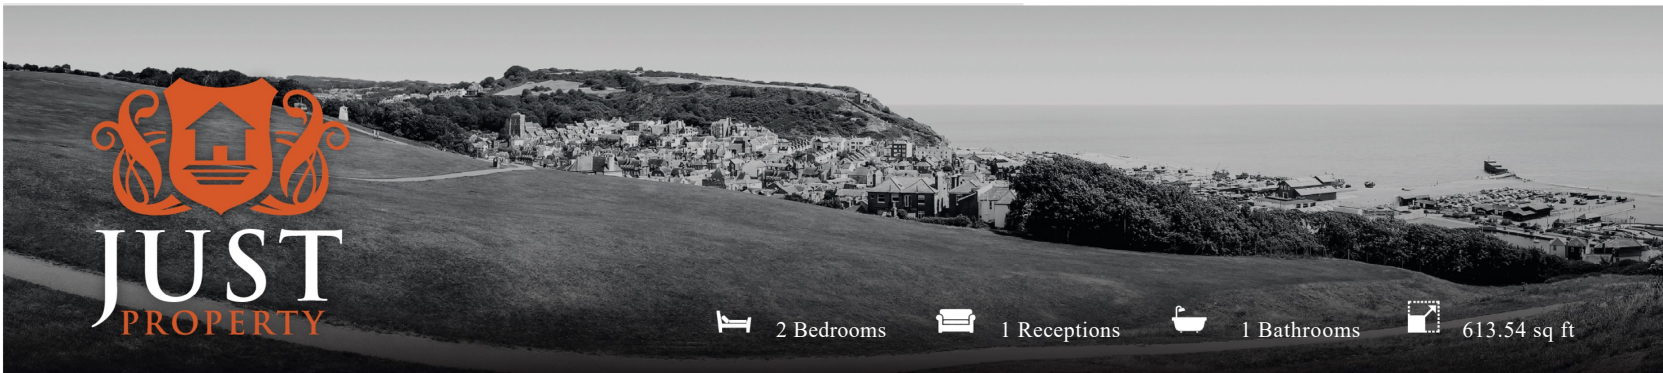 JUST
PROPERTY
2 Bedrooms 1 Receptions 1 Bathrooms 613.54 sq ft